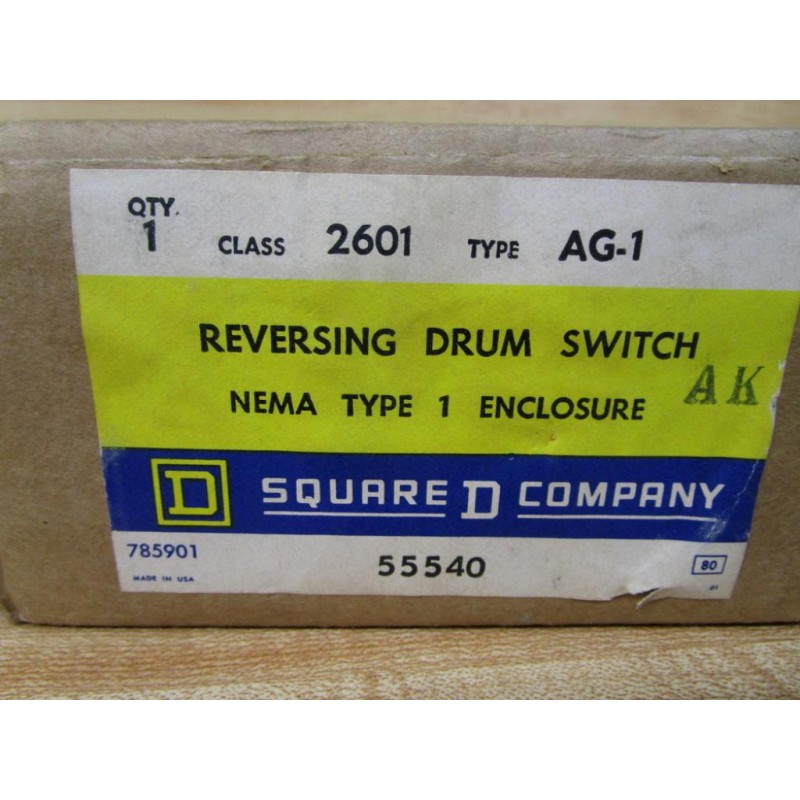 QTY.
1 CLASS 2601 TYPE AG-1
REVERSING DRUM SWITCH
AK
NEMA TYPE 1 ENCLOSURE
D SQUARE D COMPANY
785901 55540 80
MADE IN USA